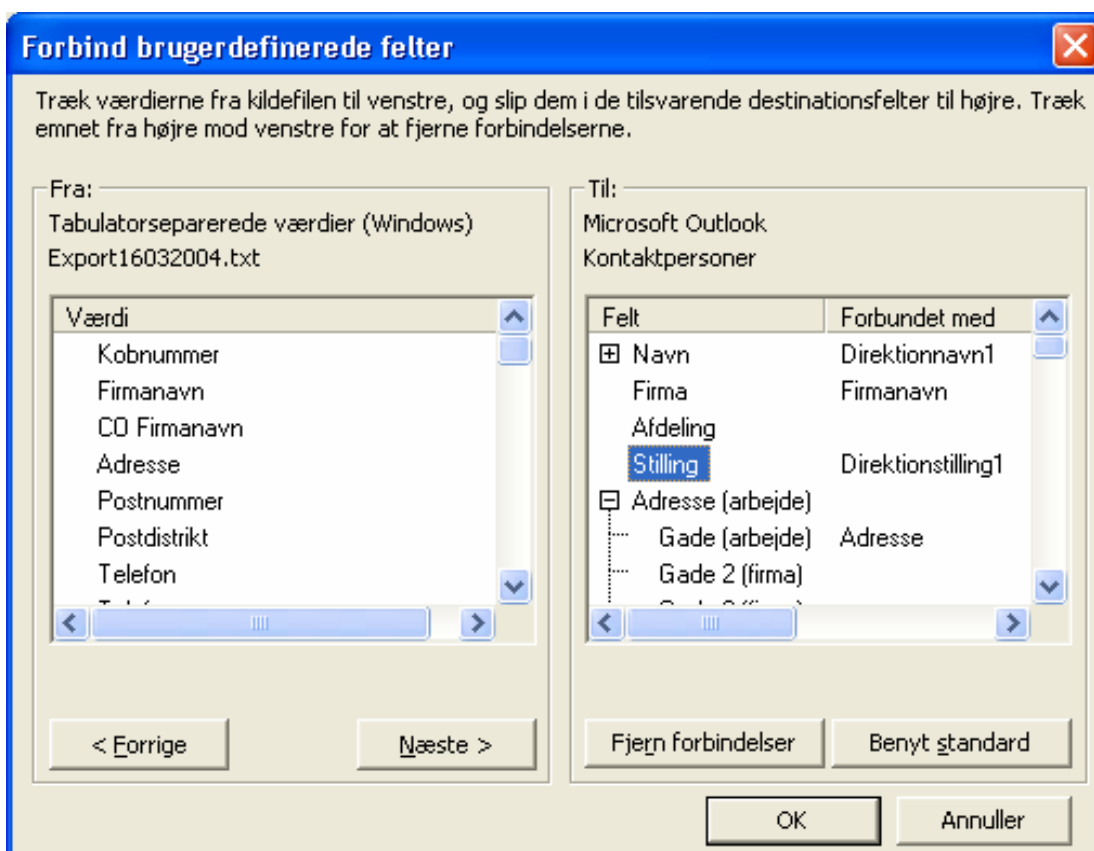 Forbind brugerdefinerede felter
Træk værdierne fra kildefilen til venstre, og slip dem i de tilsvarende destinationsfelter til højre. Træk
emnet fra højre mod venstre for at fjerne forbindelserne.
Fra:
Tabulatorseparerede værdier (Windows)
Export16032004.txt
Værdi
Kobnummer
Firmanavn
CO Firmanavn
Adresse
Postnummer
Postdistrikt
Telefon
< Forrige
Næste >
Til:
Microsoft Outlook
Kontaktpersoner
Felt Forbundet med
Navn Direktionnavn1
Firma Firmanavn
Afdeling
Stilling Direktionstilling1
Adresse (arbejde)
Gade (arbejde) Adresse
Gade 2 (firma)
Fjern forbindelser
Benyt standard
OK
Annuller